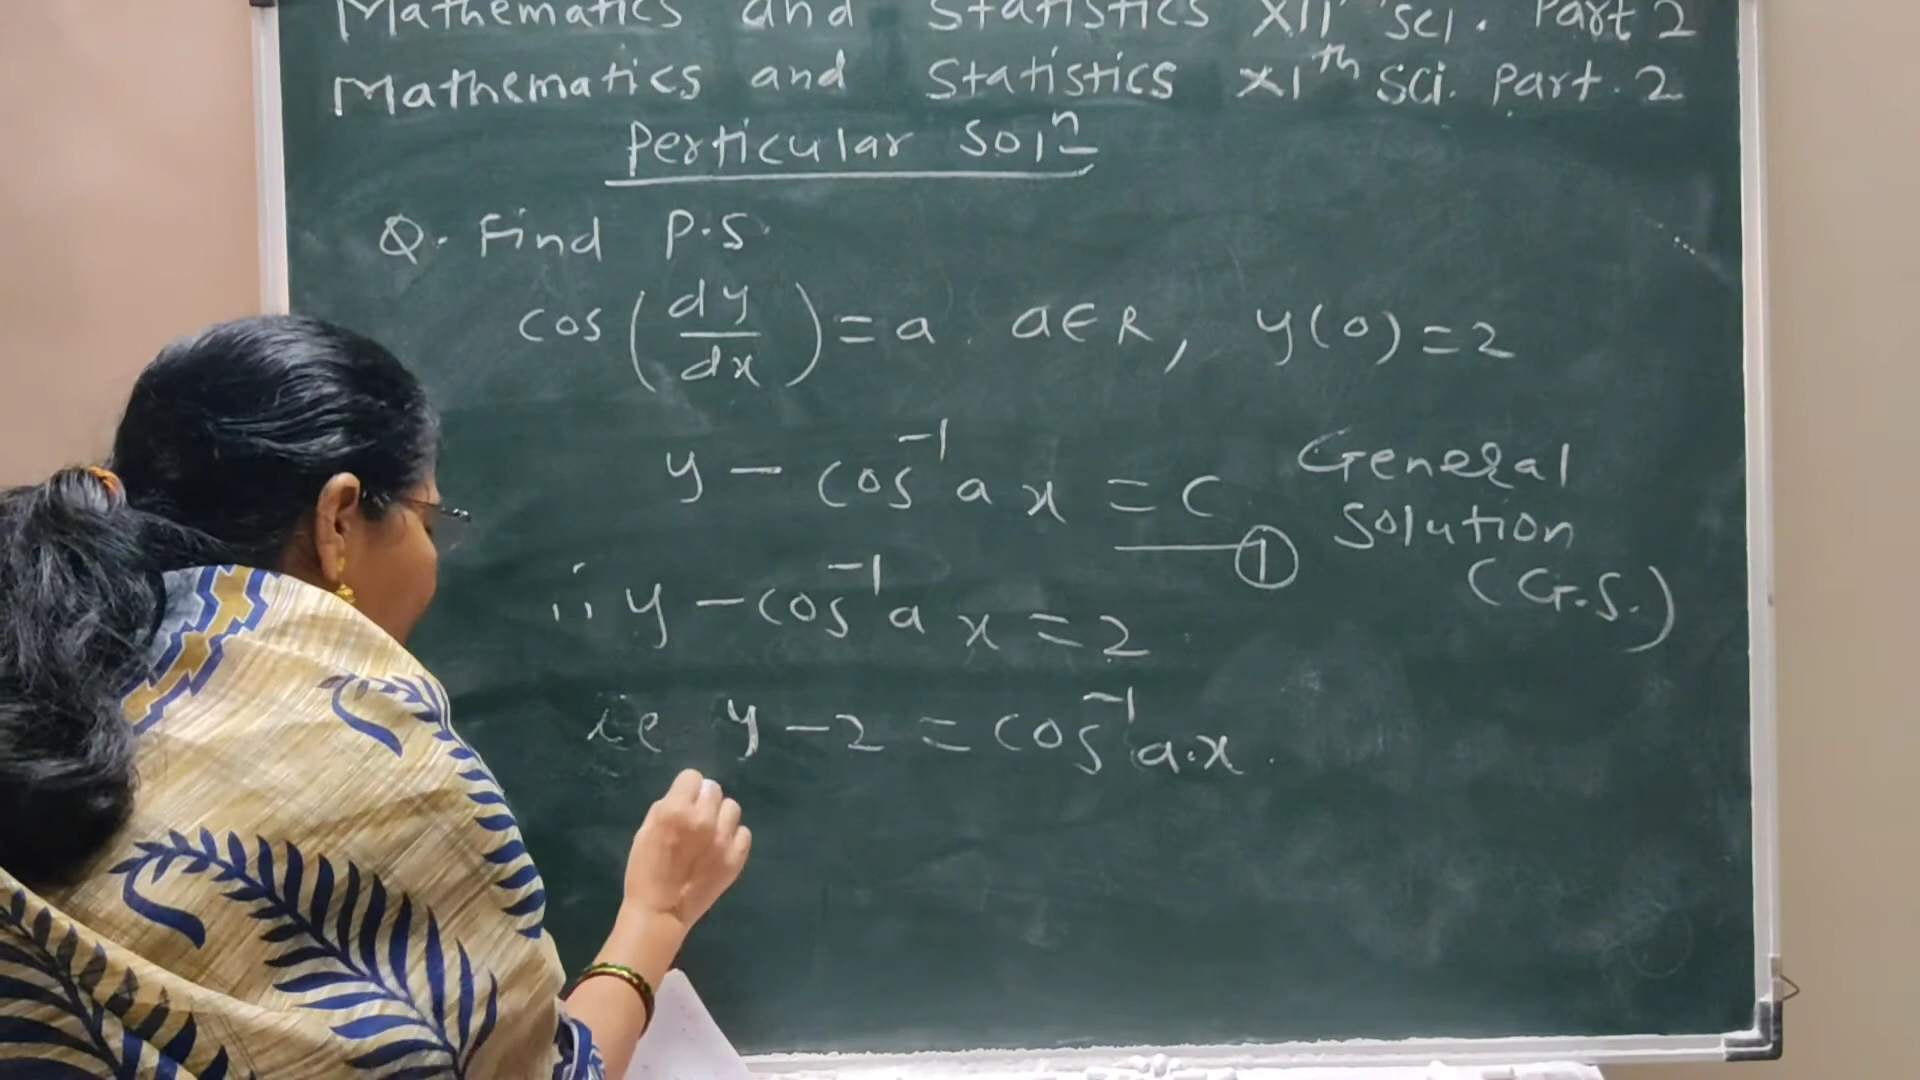 Mathematics and Statistics XII Sci. Part 2
Mathematics and Statistics XIth Sci. Part. 2
Perticular Solⁿ
Q. Find P.S.
cos(dy/dx) = a. a∈R, y(0)=2
y - cos⁻¹a x = c General
Solution
① (G.S.)
∴ y - cos⁻¹a x = 2
ie y - 2 = cos⁻¹a.x.